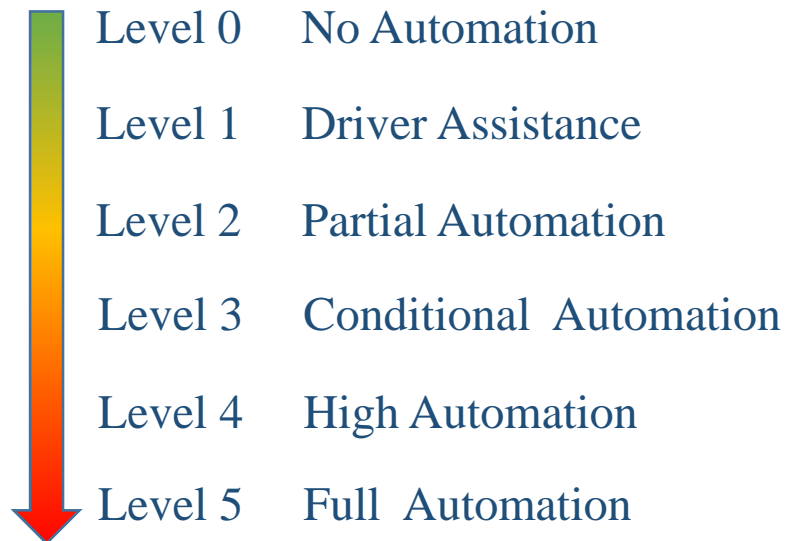 Level 0 No Automation
Level 1 Driver Assistance
Level 2 Partial Automation
Level 3 Conditional Automation
Level 4 High Automation
Level 5 Full Automation